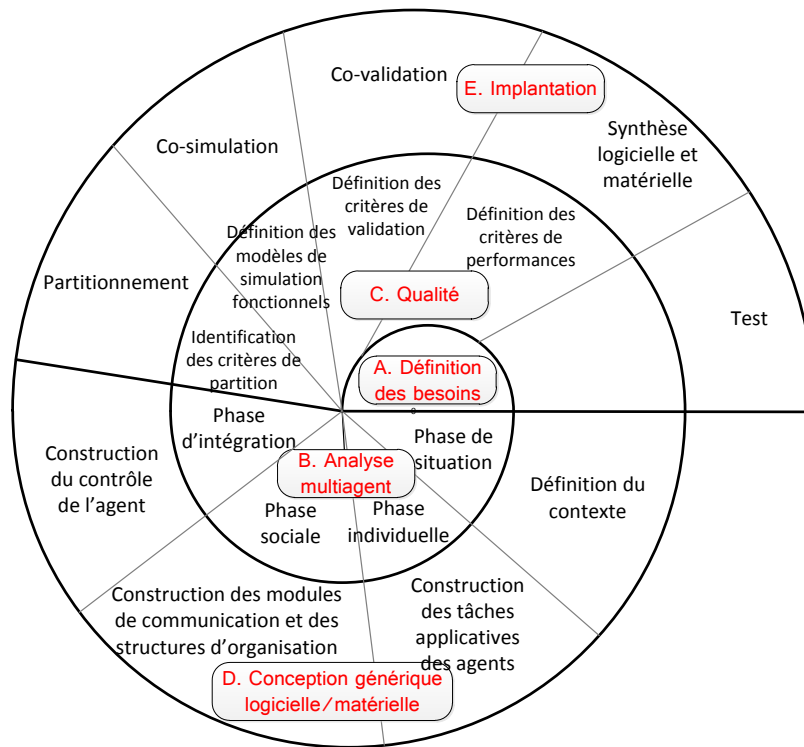 Co-validation
E. Implantation
Co-simulation
Synthèse
logicielle et
matérielle
Définition des
critères de
validation
Définition des
critères de
performances
Définition des
modèles de
simulation
fonctionnels
Partitionnement
C. Qualité
Test
Identification
des critères de
partition
A. Définition
des besoins
Phase
d’intégration
Phase de
situation
B. Analyse
multiagent
Construction
du contrôle
de l’agent
Définition du
contexte
Phase
sociale
Phase
individuelle
Construction des modules
de communication et des
structures d’organisation
Construction
des tâches
applicatives
des agents
D. Conception générique
logicielle/matérielle